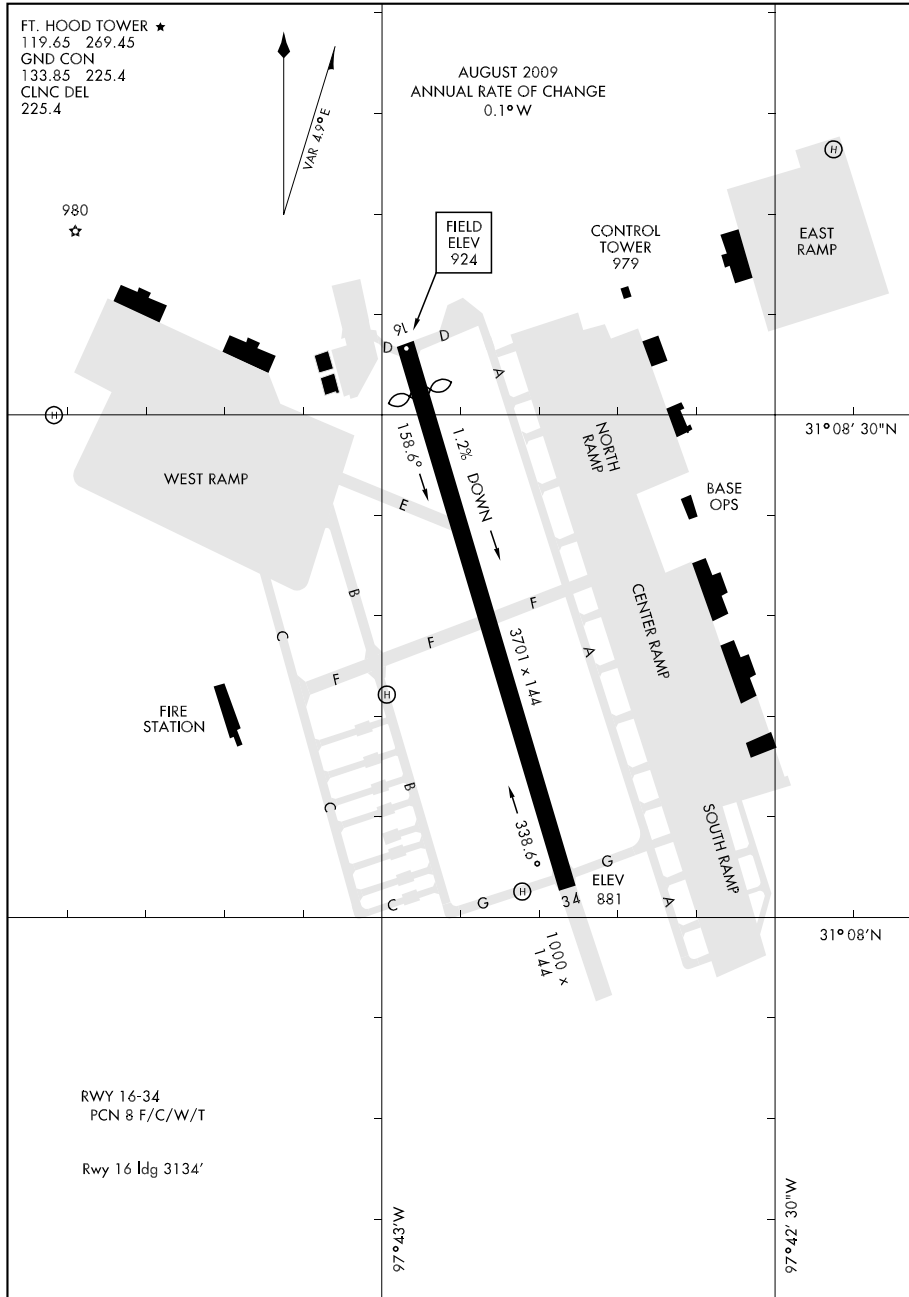 FT. HOOD TOWER
119.65 269.45
GND CON
133.85 225.4
CLNC DEL
225.4
VAR 4.9° E
AUGUST 2009
ANNUAL RATE OF CHANGE
0.1° W
980
FIELD
ELEV
924
CONTROL
TOWER
979
EAST
RAMP
H
16
D
D
A
H
31°08' 30"N
158.6°
1.2% DOWN
NORTH
RAMP
WEST RAMP
E
BASE
OPS
B
C
F
F
F
3701 x 144
A
CENTER RAMP
H
FIRE
STATION
B
C
338.6°
SOUTH RAMP
G
ELEV
881
H
34
C
G
A
31°08'N
1000 x
144
RWY 16-34
PCN 8 F/C/W/T
Rwy 16 ldg 3134'
97°43'W
97°42' 30"W